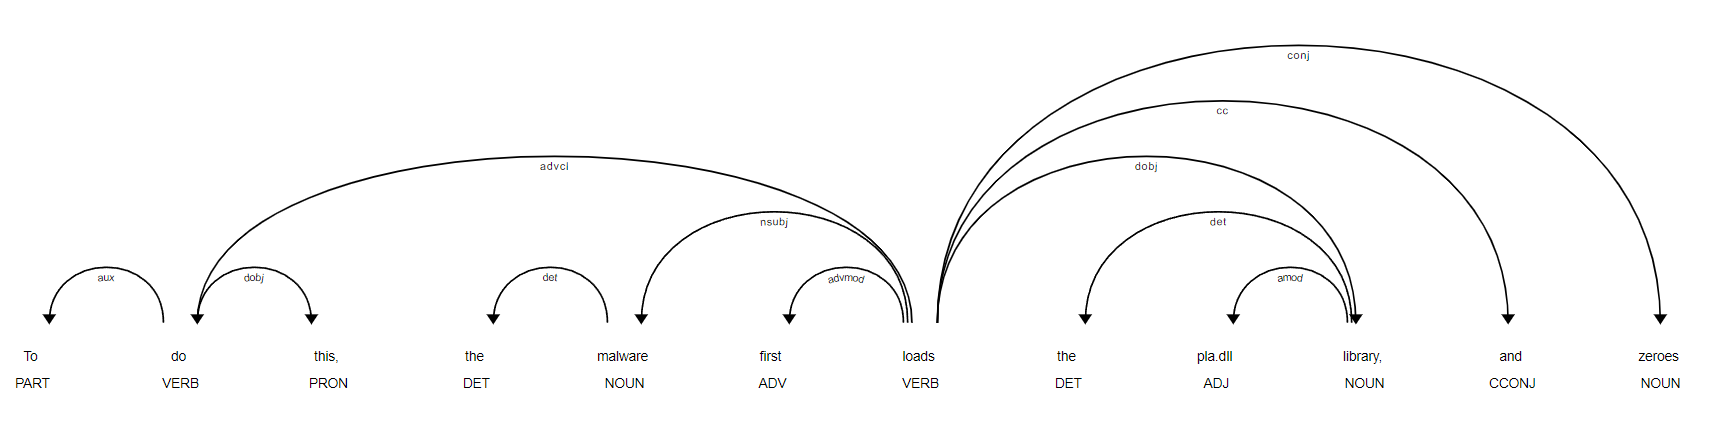 conj
cc
advcl dobj
nsubj det
aux dobj det advmod amod
To do this, the malware first loads the pla.dll library, and zeroes
PART VERB PRON DET NOUN ADV VERB DET ADJ NOUN CCONJ NOUN